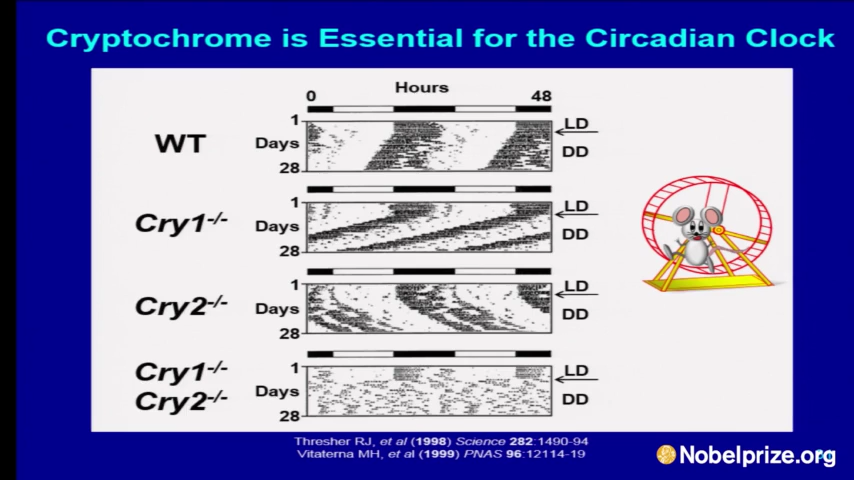 Cryptochrome is Essential for the Circadian Clock
Hours
0 48
WT
1
Days
28
LD
DD
Cry1-/-
1
Days
28
LD
DD
Cry2-/-
1
Days
28
LD
DD
Cry1-/-
Cry2-/-
1
Days
28
LD
DD
Thresher RJ, et al (1998) Science 282:1490-94
Vitaterna MH, et al (1999) PNAS 96:12114-19
Nobelprize.org